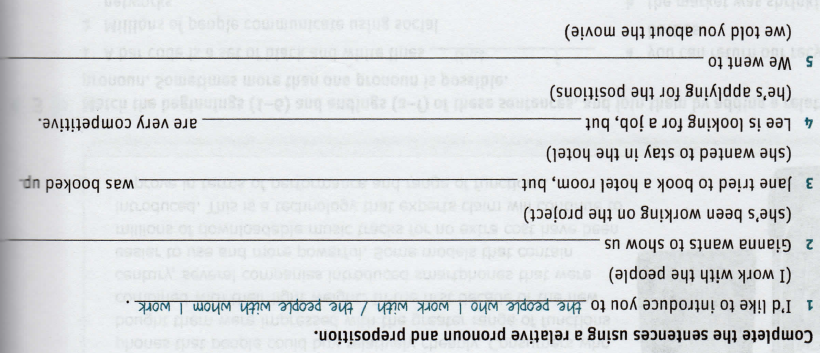 Complete the sentences using a relative pronoun and preposition.
1 I'd like to introduce you to the people who I work with / the people with whom I work.
(I work with the people)
2 Gianna wants to show us
(she's been working on the project)
3 Jane tried to book a hotel room, but was booked up.
(she wanted to stay in the hotel)
4 Lee is looking for a job, but are very competitive.
(he's applying for the positions)
5 We went to
(we told you about the movie)